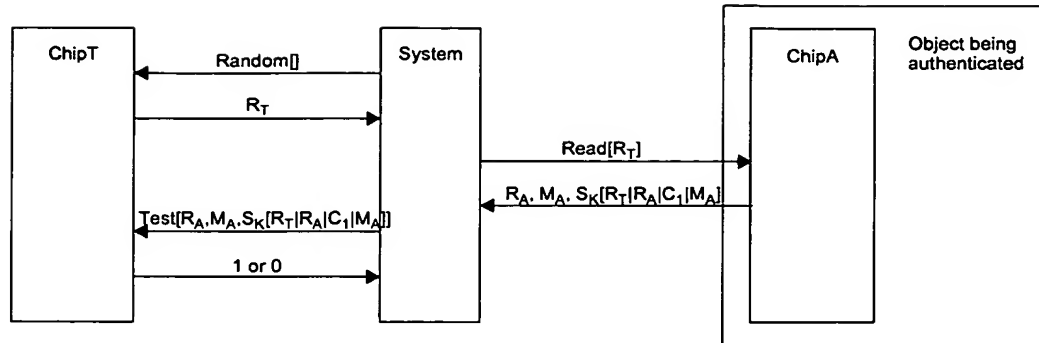 ChipT
System
ChipA
Object being
authenticated
Random[]
R_T
Read[R_T]
R_A, M_A, S_K[R_T|R_A|C_1|M_A]
Test[R_A,M_A,S_K[R_T|R_A|C_1|M_A]]
1 or 0